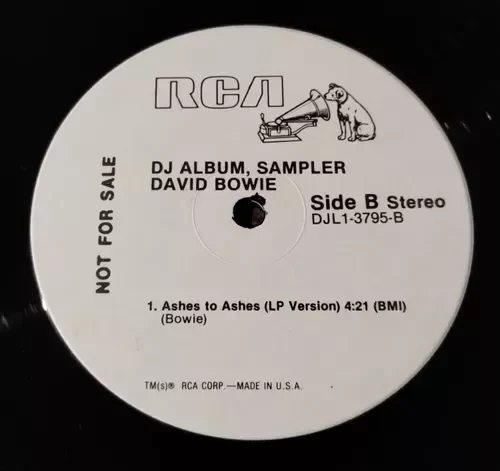 RCA
DJ ALBUM, SAMPLER
DAVID BOWIE
Side B Stereo
DJL1-3795-B
NOT FOR SALE
1. Ashes to Ashes (LP Version) 4:21 (BMI)
(Bowie)
TM(s)® RCA CORP.—MADE IN U.S.A.